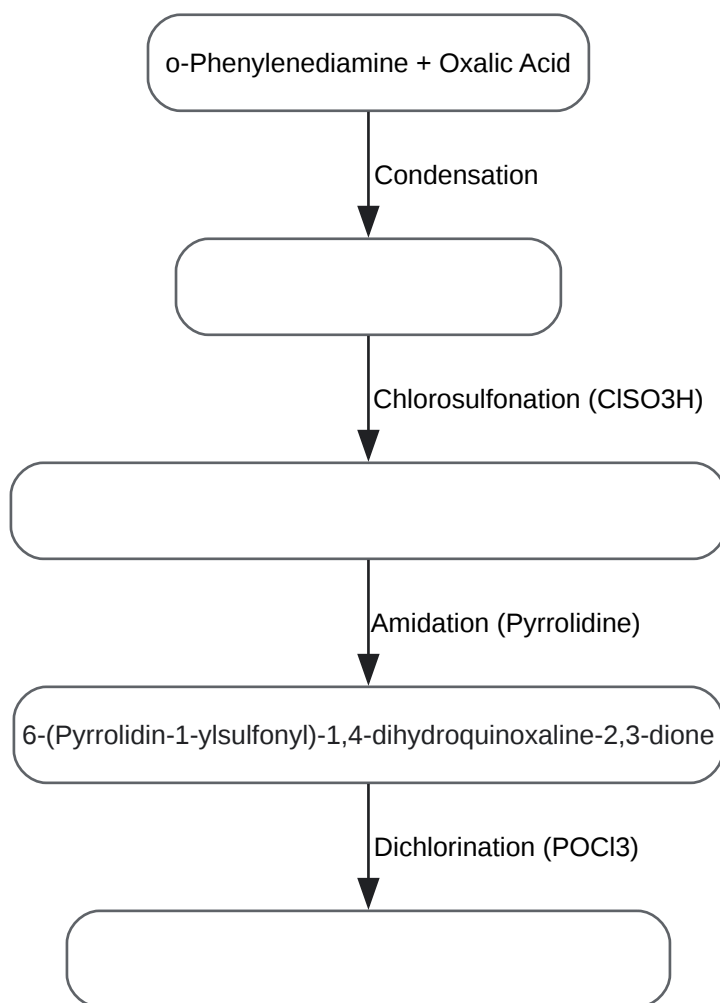 o-Phenylenediamine + Oxalic Acid
Condensation
Chlorosulfonation (ClSO3H)
Amidation (Pyrrolidine)
6-(Pyrrolidin-1-ylsulfonyl)-1,4-dihydroquinoxaline-2,3-dione
Dichlorination (POCl3)